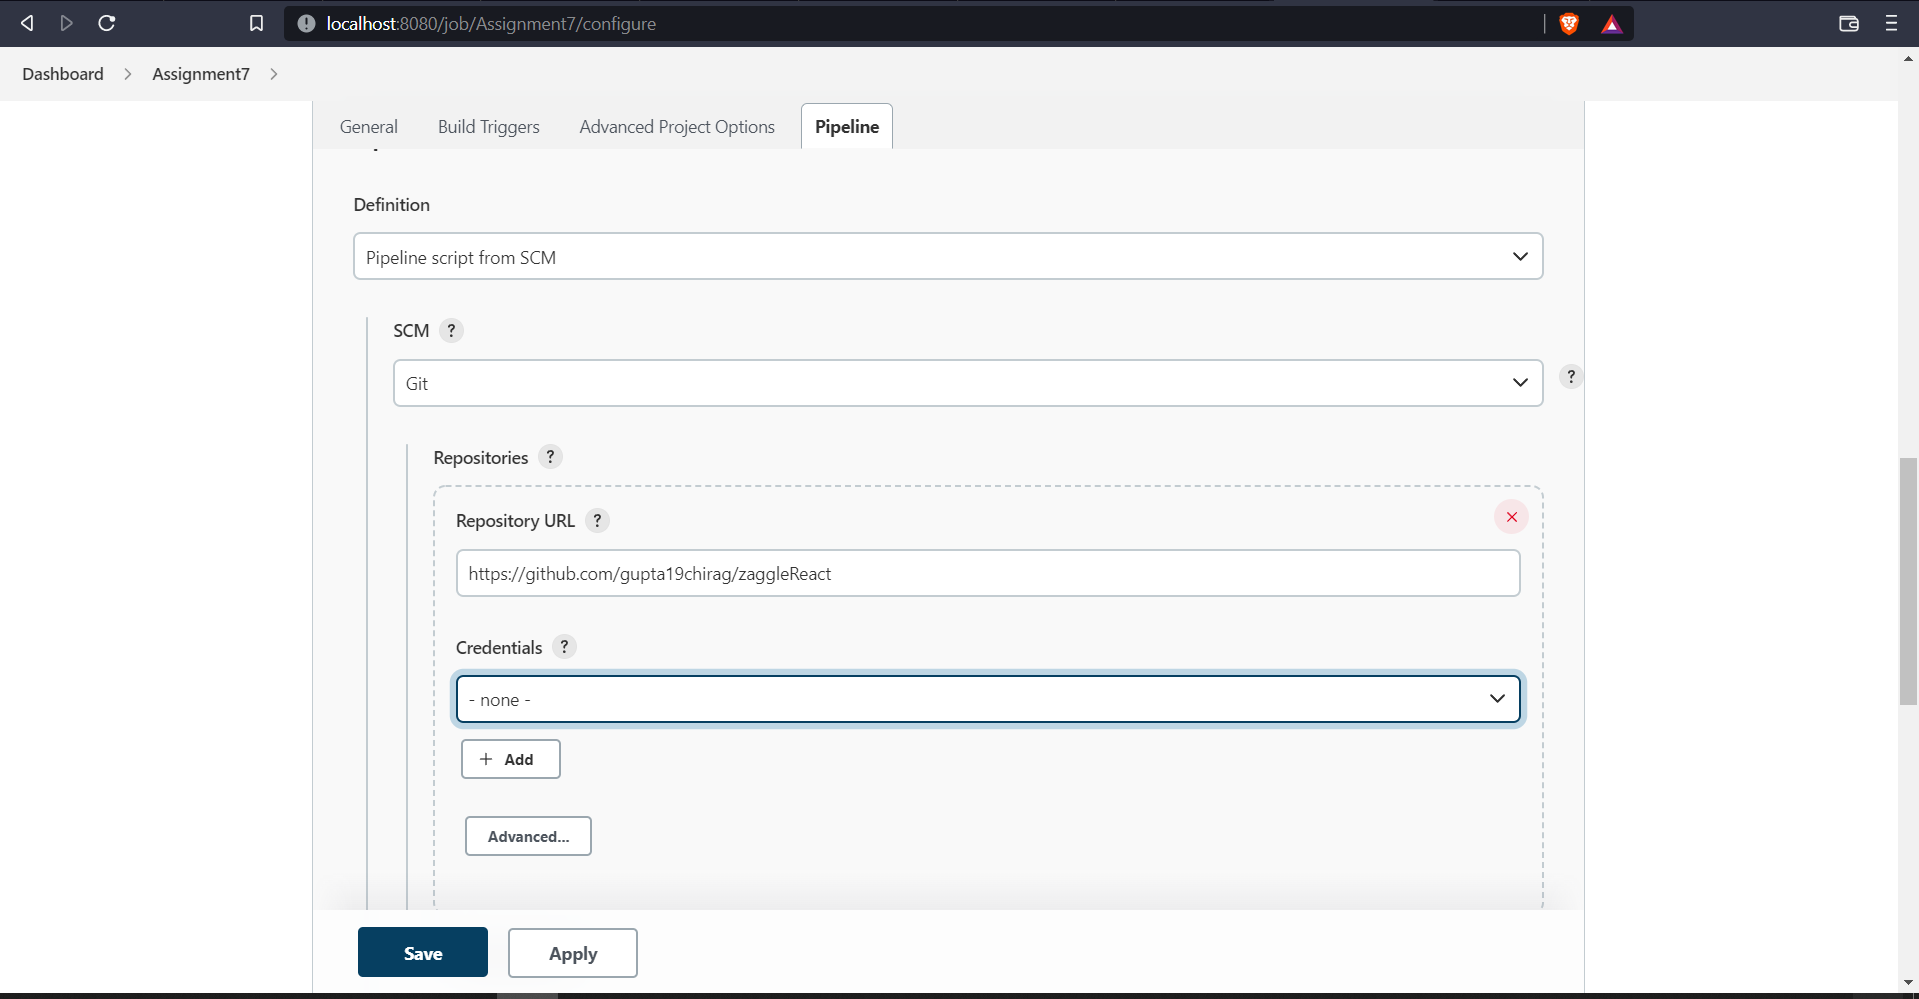 localhost:8080/job/Assignment7/configure
Dashboard > Assignment7 >
General Build Triggers Advanced Project Options Pipeline
Definition
Pipeline script from SCM
SCM ?
Git
?
Repositories ?
Repository URL ?
https://github.com/gupta19chirag/zaggleReact
Credentials ?
- none -
+ Add
Advanced...
Save Apply